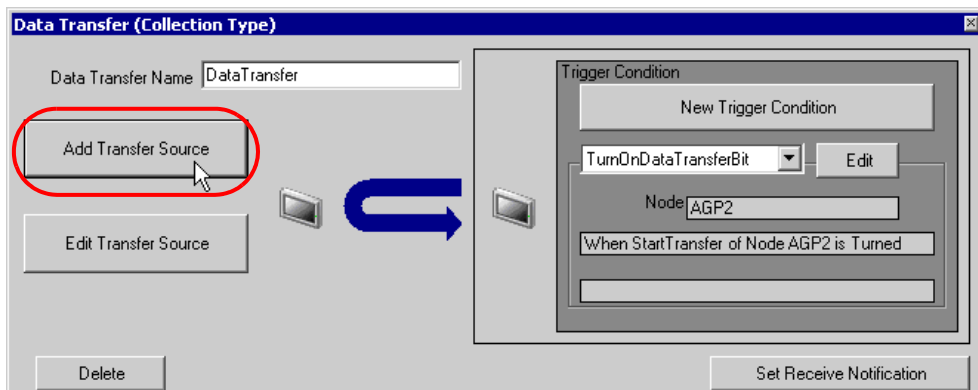 Data Transfer (Collection Type)
Data Transfer Name DataTransfer
Add Transfer Source
Edit Transfer Source
Trigger Condition
New Trigger Condition
TurnOnDataTransferBit Edit
Node AGP2
When StartTransfer of Node AGP2 is Turned
Delete
Set Receive Notification